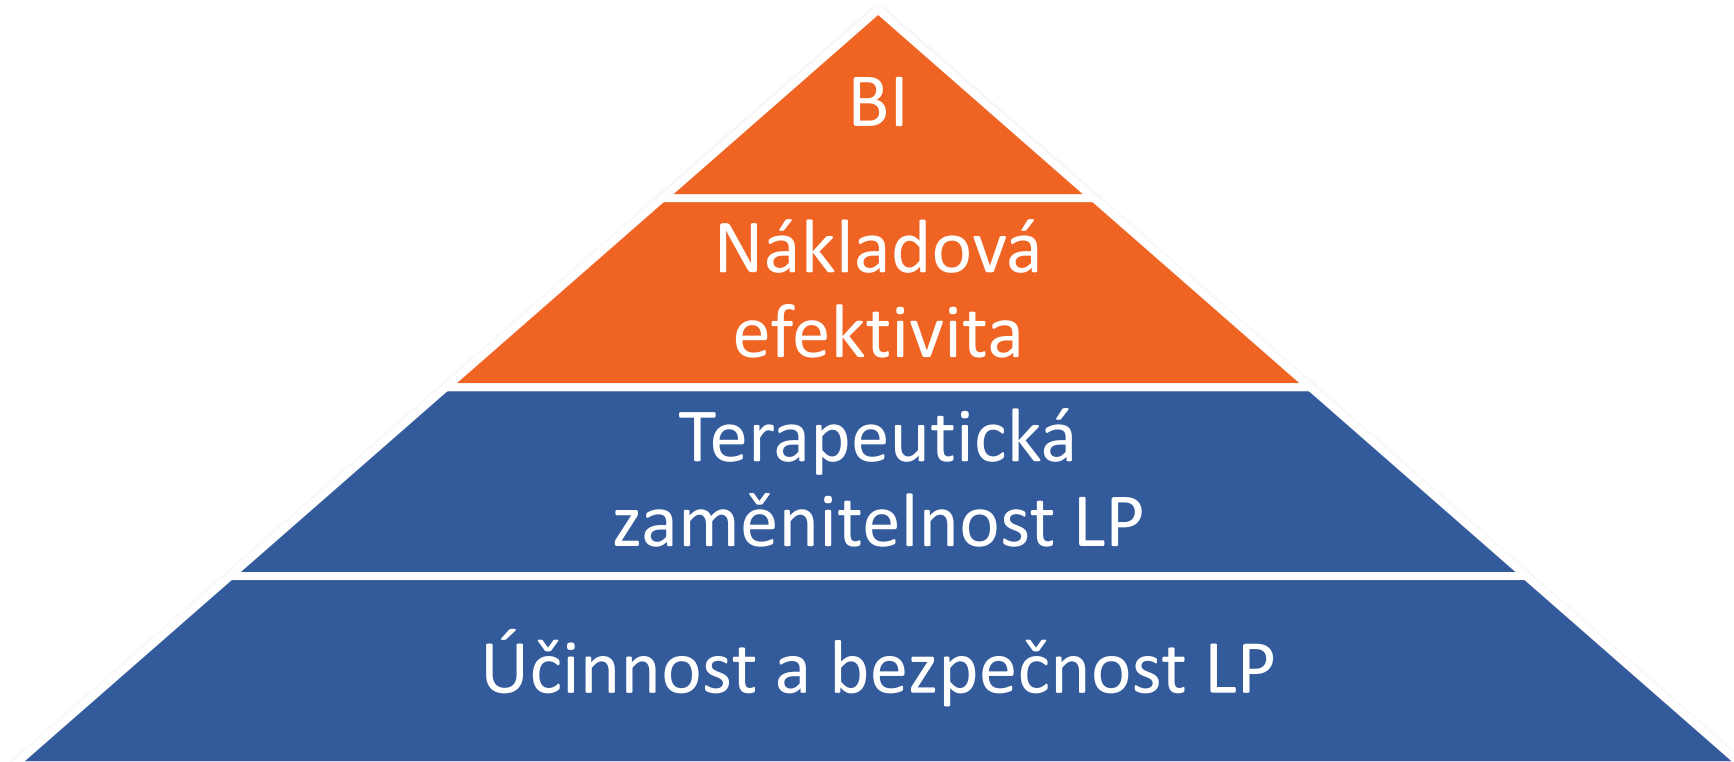 BI
Nákladová
efektivita
Terapeutická
zaměnitelnost LP
Účinnost a bezpečnost LP